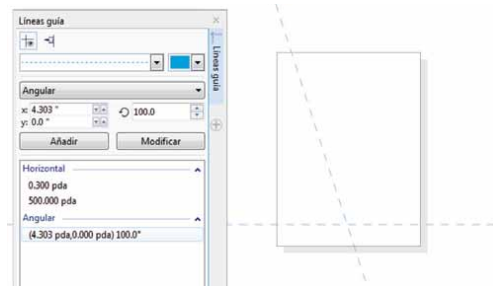 Líneas guía
Líneas guía
Angular
x: 4.303 "
100.0
y: 0.0 "
Añadir
Modificar
Horizontal
0.300 pda
500.000 pda
Angular
(4.303 pda,0.000 pda) 100.0°